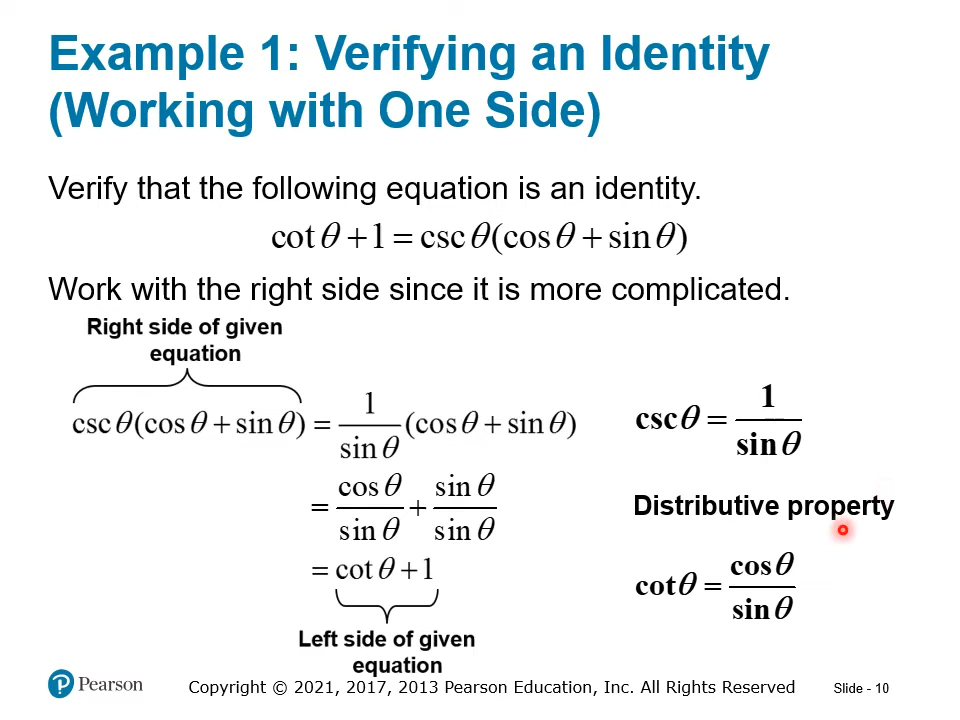 Example 1: Verifying an Identity
(Working with One Side)
Verify that the following equation is an identity.
cot θ + 1 = csc θ(cos θ + sin θ)
Work with the right side since it is more complicated.
Right side of given
equation
csc θ(cos θ + sin θ) = 1/sin θ (cos θ + sin θ)
csc θ = 1/sin θ
= cos θ/sin θ + sin θ/sin θ
Distributive property
= cot θ + 1
cot θ = cos θ/sin θ
Left side of given
equation
Pearson
Copyright © 2021, 2017, 2013 Pearson Education, Inc. All Rights Reserved
Slide - 10